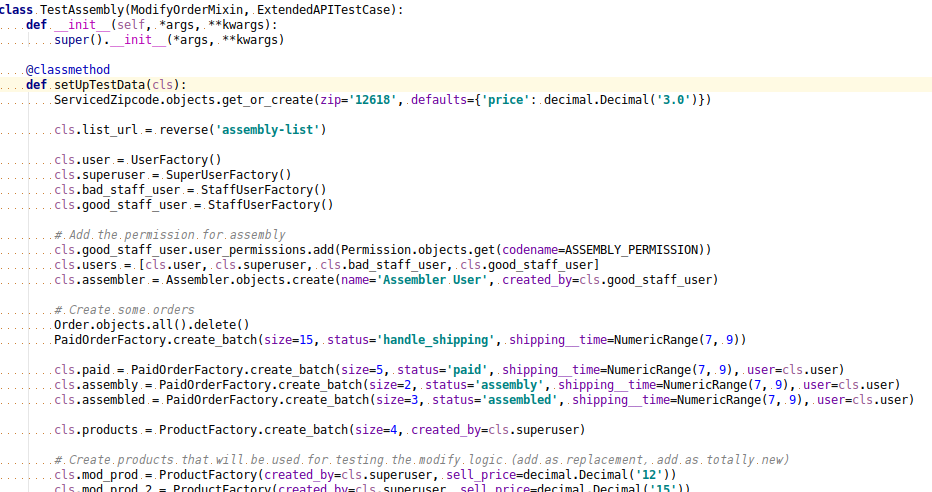 class TestAssembly(ModifyOrderMixin, ExtendedAPITestCase):
    def __init__(self, *args, **kwargs):
        super().__init__(*args, **kwargs)

    @classmethod
    def setUpTestData(cls):
        ServicedZipcode.objects.get_or_create(zip='12618', defaults={'price': decimal.Decimal('3.0')})

        cls.list_url = reverse('assembly-list')

        cls.user = UserFactory()
        cls.superuser = SuperUserFactory()
        cls.bad_staff_user = StaffUserFactory()
        cls.good_staff_user = StaffUserFactory()

        # Add the permission for assembly
        cls.good_staff_user.user_permissions.add(Permission.objects.get(codename=ASSEMBLY_PERMISSION))
        cls.users = [cls.user, cls.superuser, cls.bad_staff_user, cls.good_staff_user]
        cls.assembler = Assembler.objects.create(name='Assembler User', created_by=cls.good_staff_user)

        # Create some orders
        Order.objects.all().delete()
        PaidOrderFactory.create_batch(size=15, status='handle_shipping', shipping__time=NumericRange(7, 9))

        cls.paid = PaidOrderFactory.create_batch(size=5, status='paid', shipping__time=NumericRange(7, 9), user=cls.user)
        cls.assembly = PaidOrderFactory.create_batch(size=2, status='assembly', shipping__time=NumericRange(7, 9), user=cls.user)
        cls.assembled = PaidOrderFactory.create_batch(size=3, status='assembled', shipping__time=NumericRange(7, 9), user=cls.user)

        cls.products = ProductFactory.create_batch(size=4, created_by=cls.superuser)

        # Create products that will be used for testing the modify logic (add as replacement, add as totally new)
        cls.mod_prod = ProductFactory(created_by=cls.superuser, sell_price=decimal.Decimal('12'))
        cls.mod_prod_2 = ProductFactory(created_by=cls.superuser, sell_price=decimal.Decimal('15'))